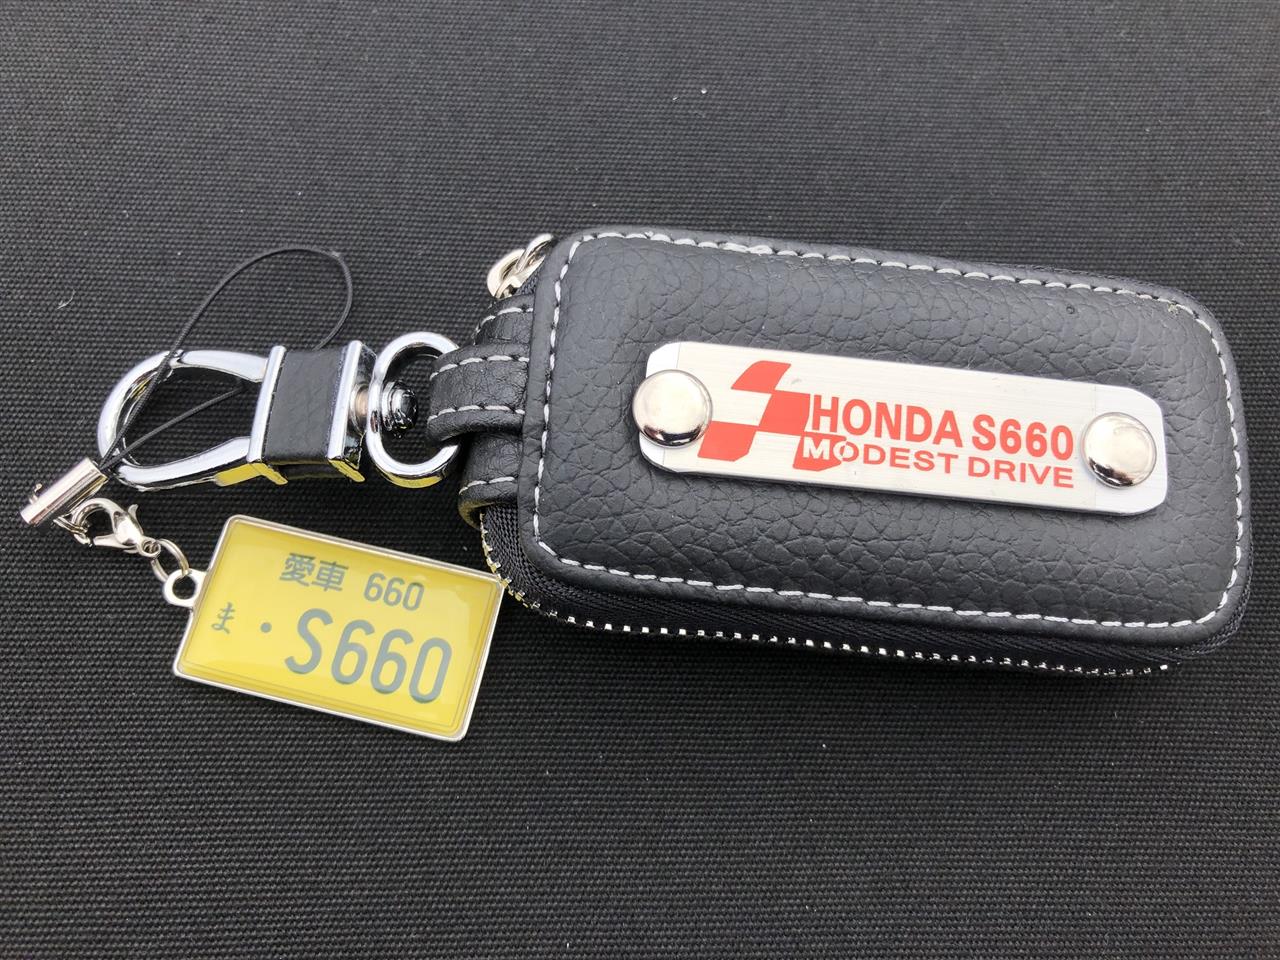 HONDA S660
MODEST DRIVE
愛車 660
ま ・S660